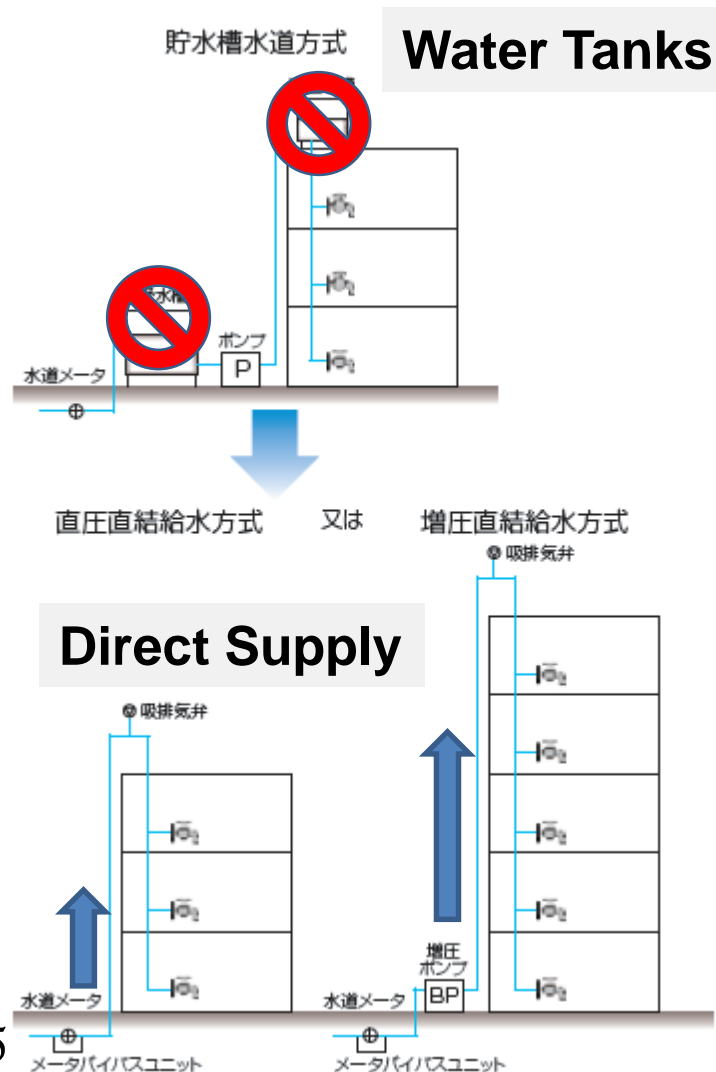 貯水槽水道方式
Water Tanks
ポンプ
P
水道メータ
直圧直結給水方式 又は 増圧直結給水方式
吸排気弁
Direct Supply
吸排気弁
増圧
ポンプ
BP
水道メータ
水道メータ
メータバイパスユニット
メータバイパスユニット